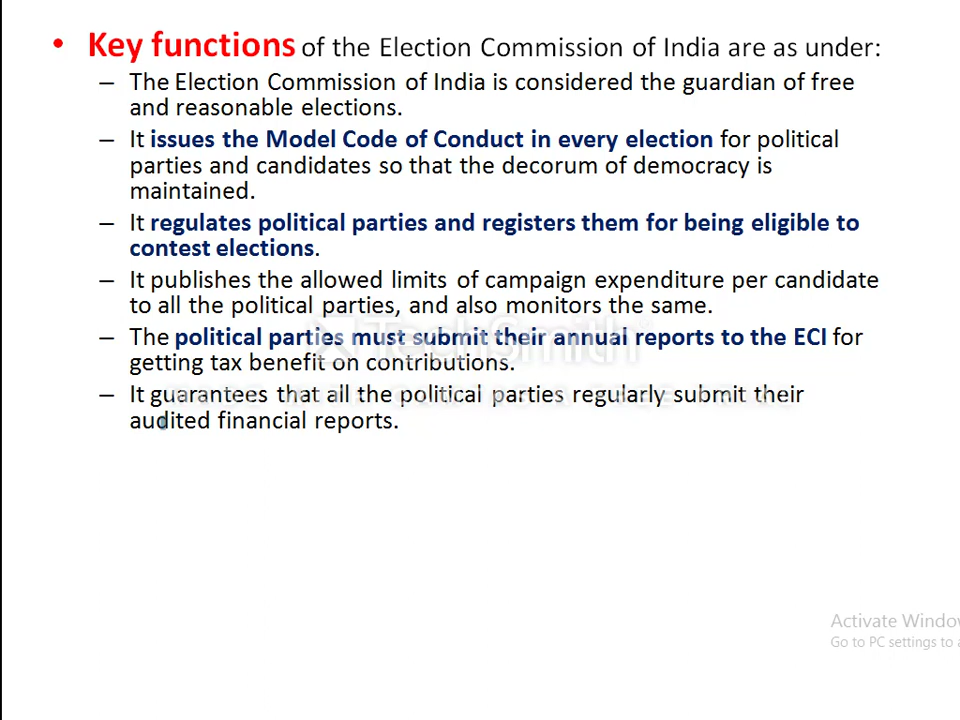 • Key functions of the Election Commission of India are as under:
– The Election Commission of India is considered the guardian of free
and reasonable elections.
– It issues the Model Code of Conduct in every election for political
parties and candidates so that the decorum of democracy is
maintained.
– It regulates political parties and registers them for being eligible to
contest elections.
– It publishes the allowed limits of campaign expenditure per candidate
to all the political parties, and also monitors the same.
– The political parties must submit their annual reports to the ECI for
getting tax benefit on contributions.
– It guarantees that all the political parties regularly submit their
audited financial reports.
TechSmith
Activate Window
Go to PC settings to a